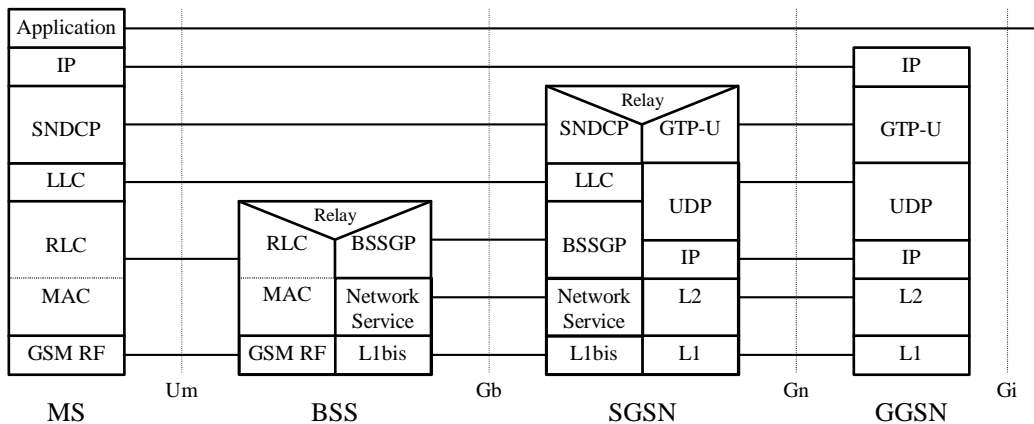 Application
IP
IP
Relay
SNDCP
SNDCP
GTP-U
GTP-U
LLC
LLC
UDP
UDP
Relay
RLC
RLC
BSSGP
BSSGP
IP
IP
MAC
MAC
Network
Service
Network
Service
L2
L2
GSM RF
GSM RF
L1bis
L1bis
L1
L1
Um
Gb
Gn
Gi
MS
BSS
SGSN
GGSN